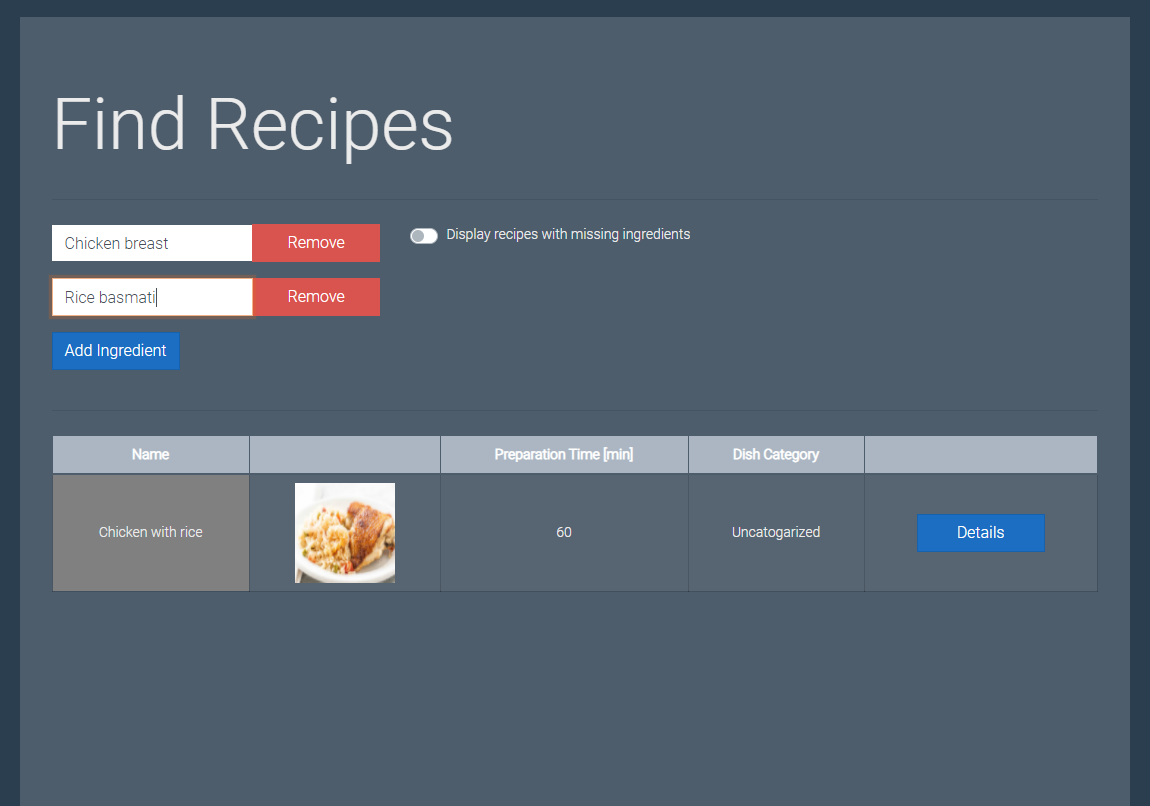 Find Recipes
Chicken breast Remove Display recipes with missing ingredients
Rice basmati Remove
Add Ingredient
Name Preparation Time [min] Dish Category
Chicken with rice 60 Uncatogarized Details